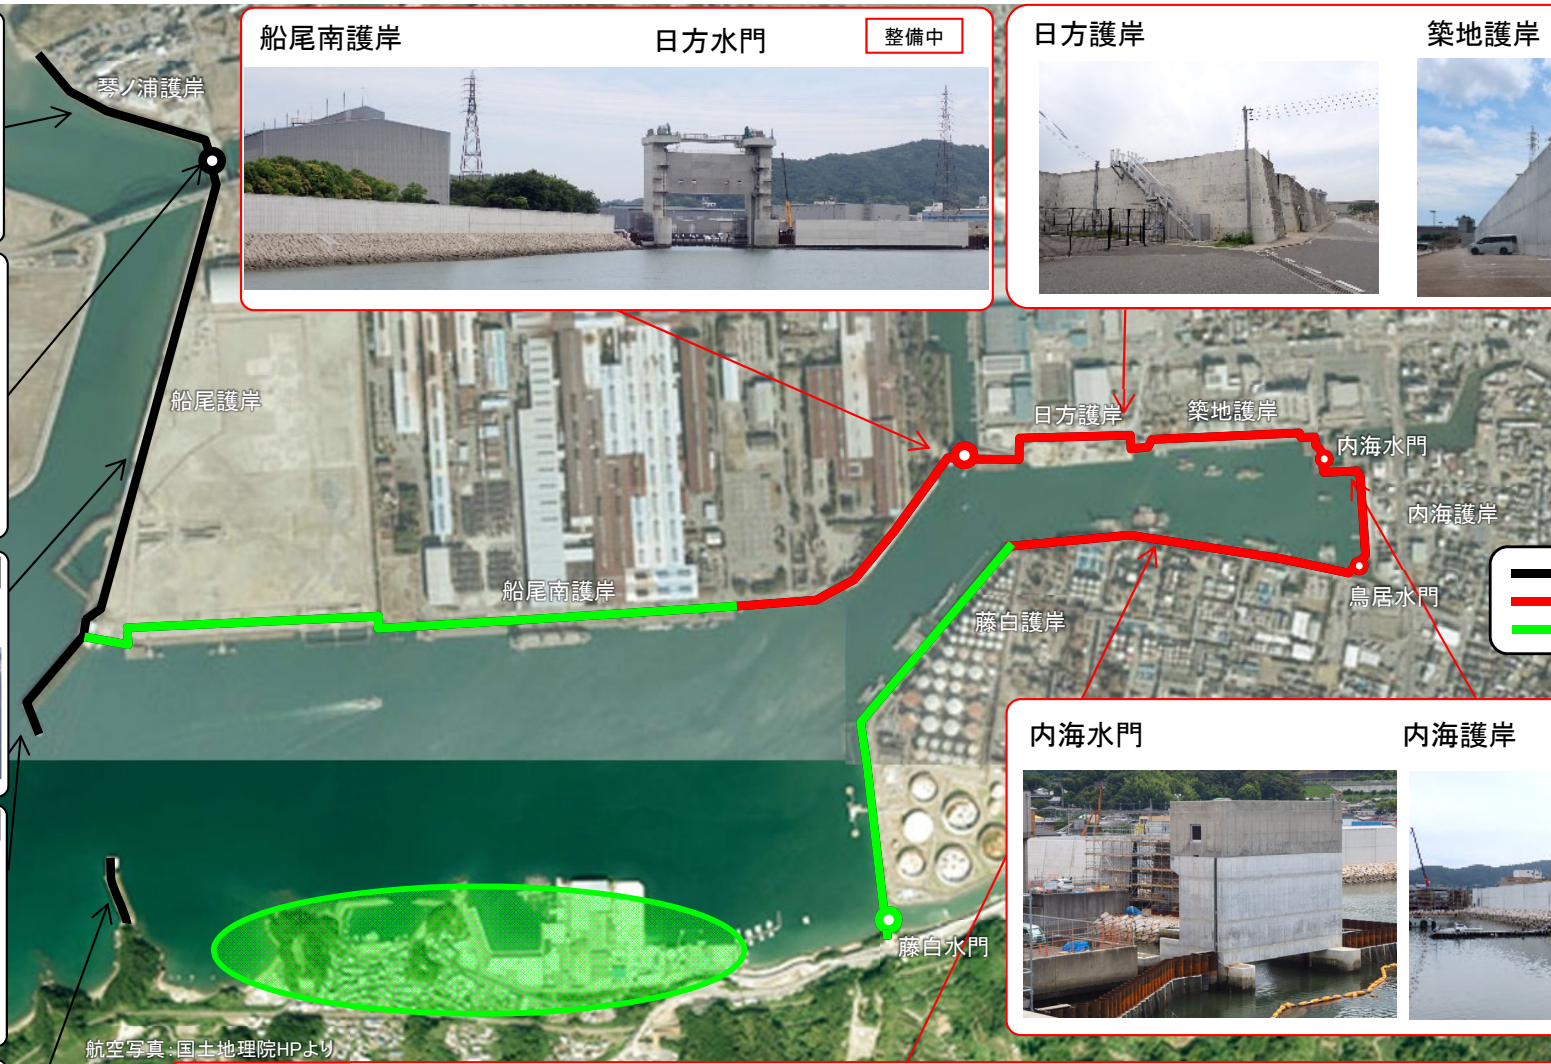 船尾南護岸
日方水門
整備中
日方護岸
築地護岸
琴ノ浦護岸
船尾護岸
日方護岸
築地護岸
内海水門
内海護岸
船尾南護岸
鳥居水門
藤白護岸
内海水門
内海護岸
藤白水門
航空写真:国土地理院HPより